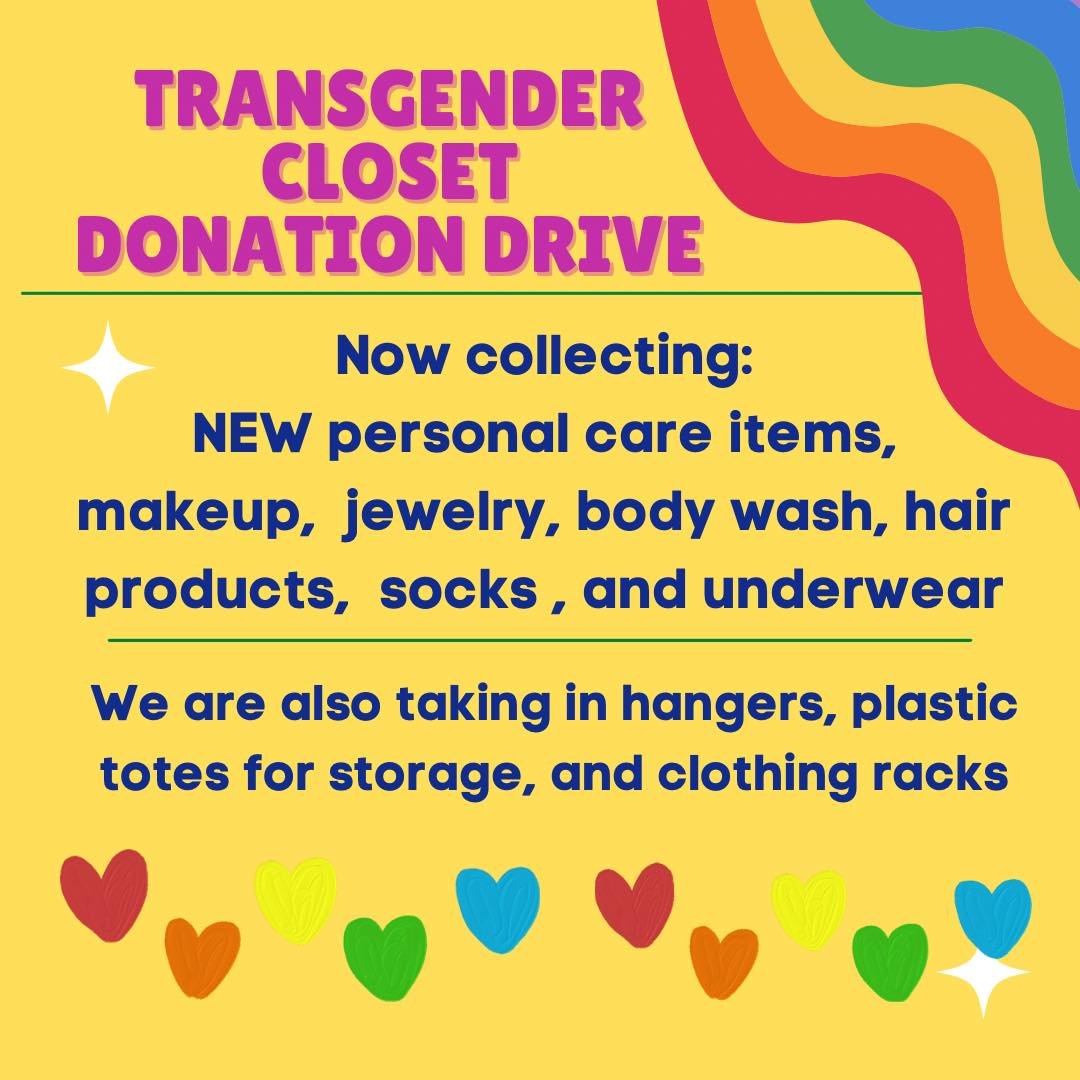 TRANSGENDER
CLOSET
DONATION DRIVE
Now collecting:
NEW personal care items,
makeup,  jewelry, body wash, hair
products,  socks , and underwear
We are also taking in hangers, plastic
totes for storage, and clothing racks